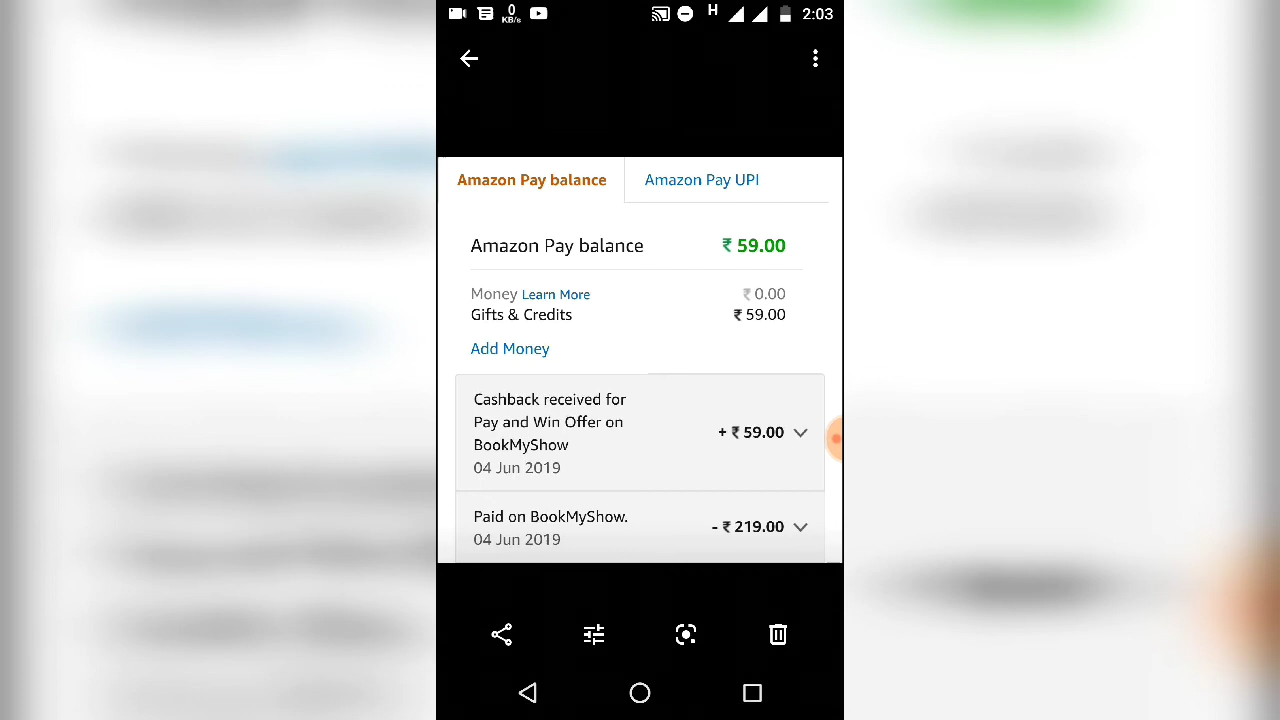 0
KB/s
H
2:03
Amazon Pay balance
Amazon Pay UPI
Amazon Pay balance
₹ 59.00
Money Learn More
₹ 0.00
Gifts & Credits
₹ 59.00
Add Money
Cashback received for
Pay and Win Offer on
BookMyShow
04 Jun 2019
+ ₹ 59.00
Paid on BookMyShow.
04 Jun 2019
- ₹ 219.00